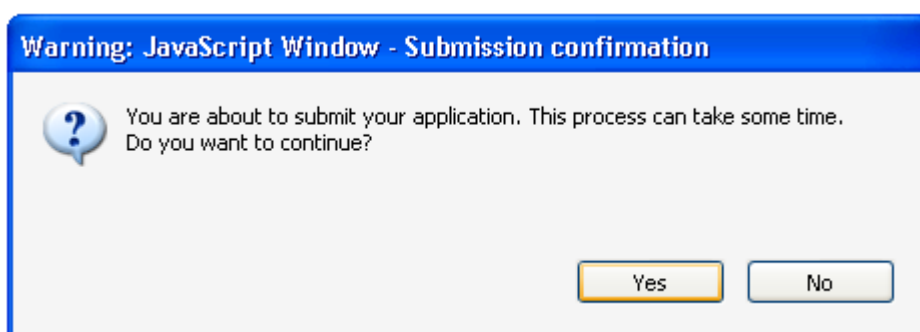 Warning: JavaScript Window - Submission confirmation
You are about to submit your application. This process can take some time.
Do you want to continue?
Yes No